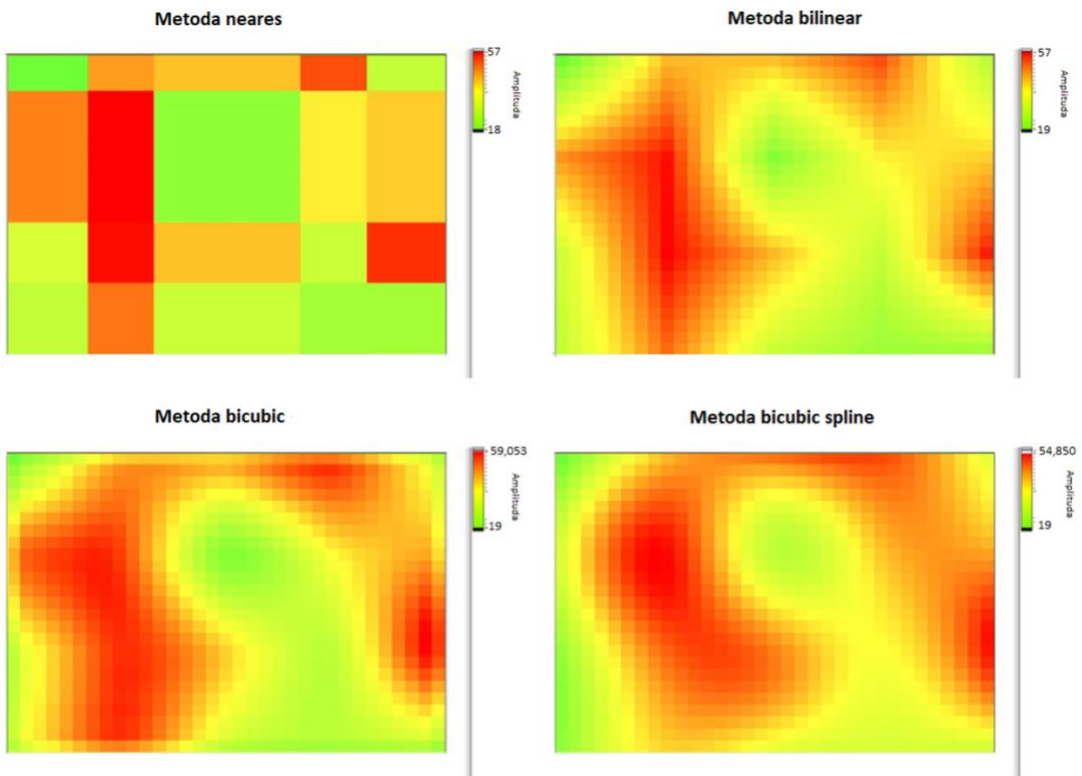 Metoda neares
57
Amplituda
18
Metoda bilinear
57
Amplituda
19
Metoda bicubic
59,053
Amplituda
19
Metoda bicubic spline
54,850
Amplituda
19